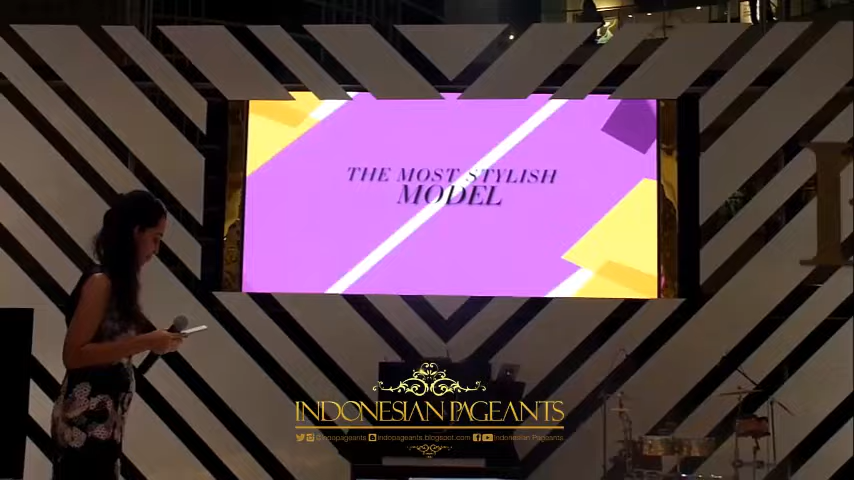 THE MOST STYLISH
MODEL
INDONESIAN PAGEANTS
@indopageants indopageants.blogspot.com Indonesian Pageants